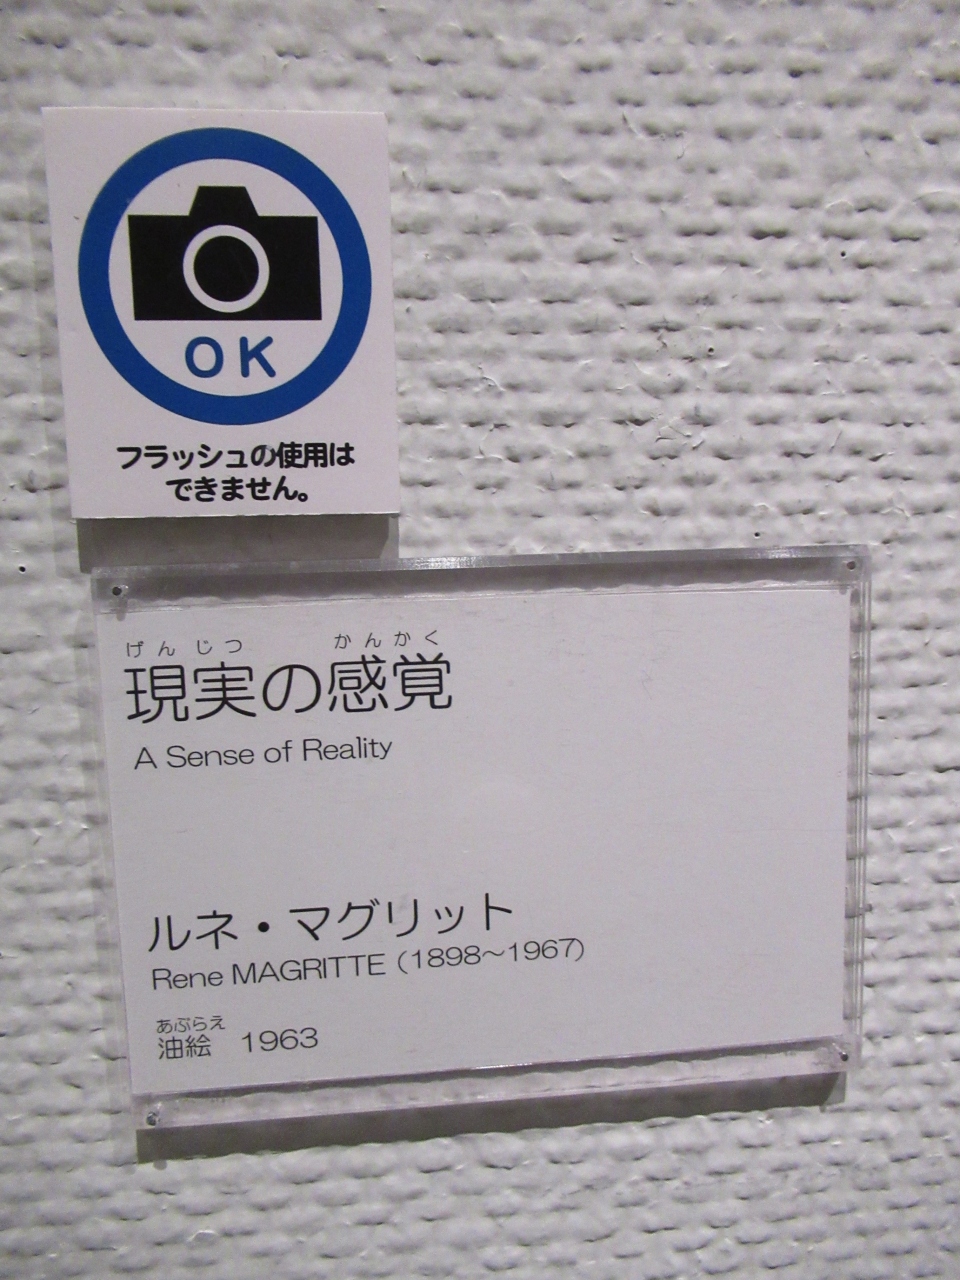 OK
フラッシュの使用は
できません。
げんじつ かんかく
現実の感覚
A Sense of Reality
ルネ・マグリット
Rene MAGRITTE（1898～1967）
あぶらえ
油絵 1963